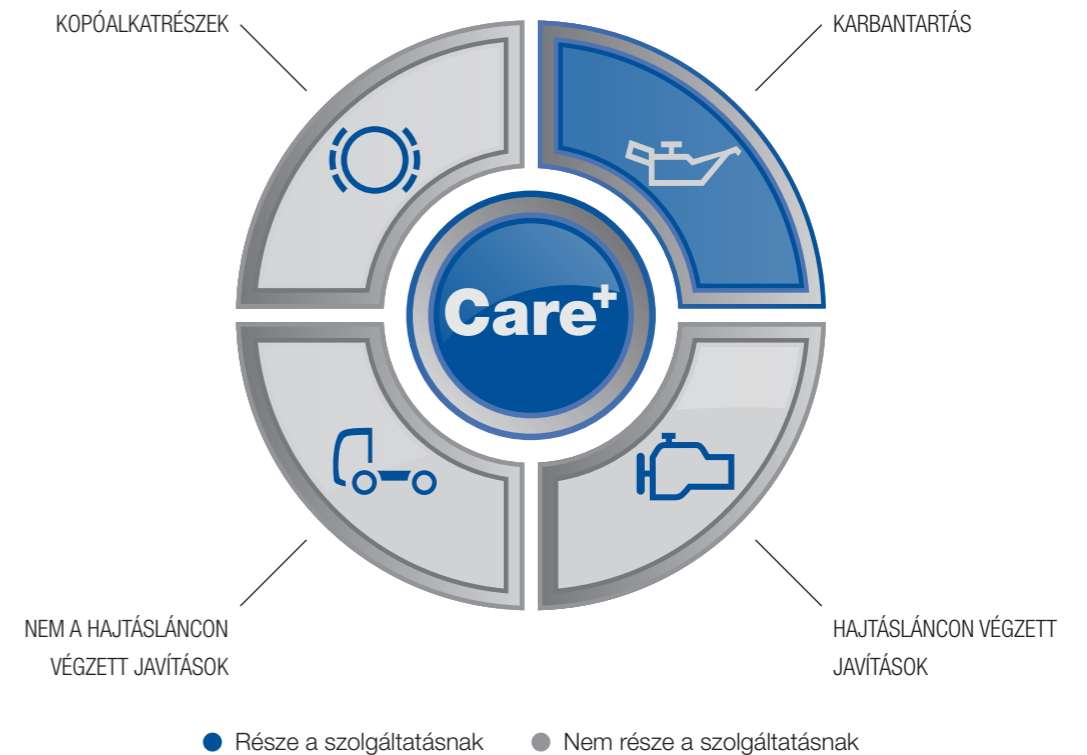 KOPÓALKATRÉSZEK
KARBANTARTÁS
Care+
NEM A HAJTÁSLÁNCON
VÉGZETT JAVÍTÁSOK
HAJTÁSLÁNCON VÉGZETT
JAVÍTÁSOK
Része a szolgáltatásnak
Nem része a szolgáltatásnak